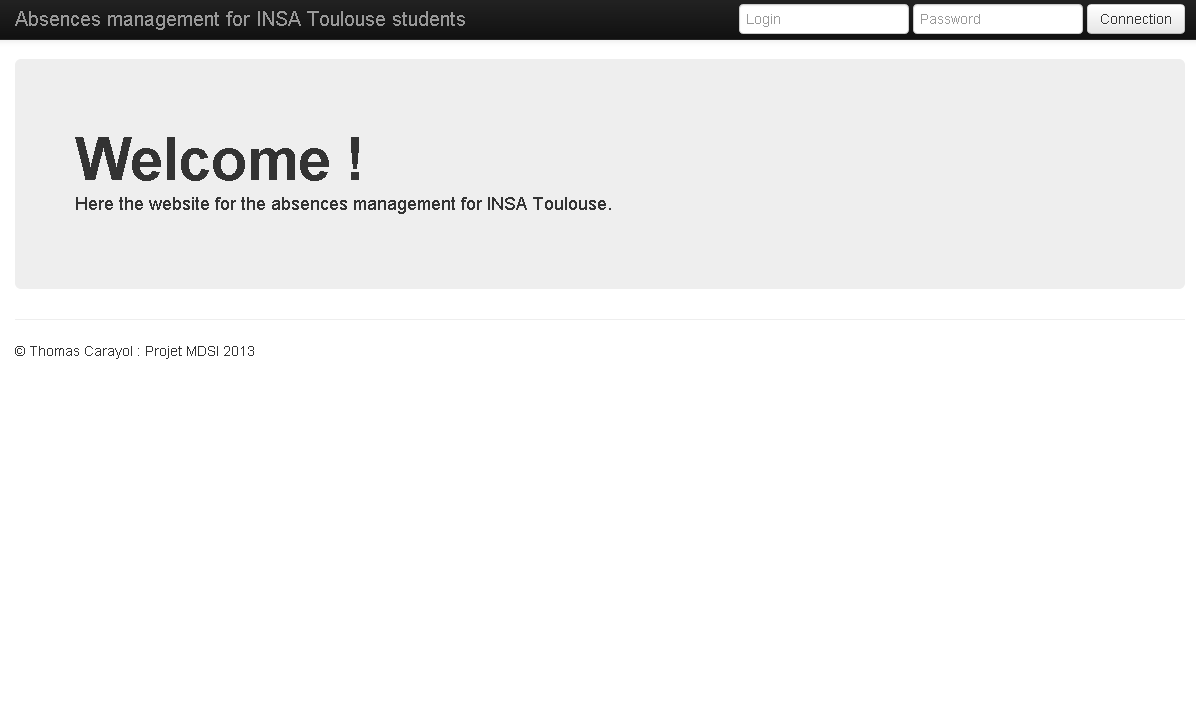 Absences management for INSA Toulouse students
Login
Password
Connection
Welcome !
Here the website for the absences management for INSA Toulouse.
© Thomas Carayol : Projet MDSI 2013